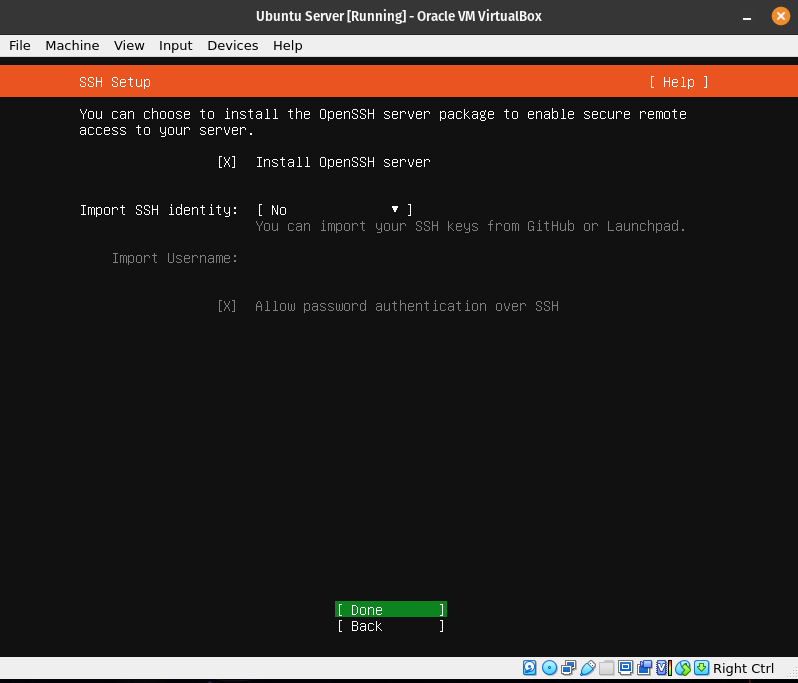 Ubuntu Server [Running] - Oracle VM VirtualBox
File Machine View Input Devices Help
SSH Setup [ Help ]
You can choose to install the OpenSSH server package to enable secure remote
access to your server.
[X] Install OpenSSH server
Import SSH identity: [ No ▾ ]
You can import your SSH keys from GitHub or Launchpad.
Import Username:
[X] Allow password authentication over SSH
[ Done ]
[ Back ]
Right Ctrl